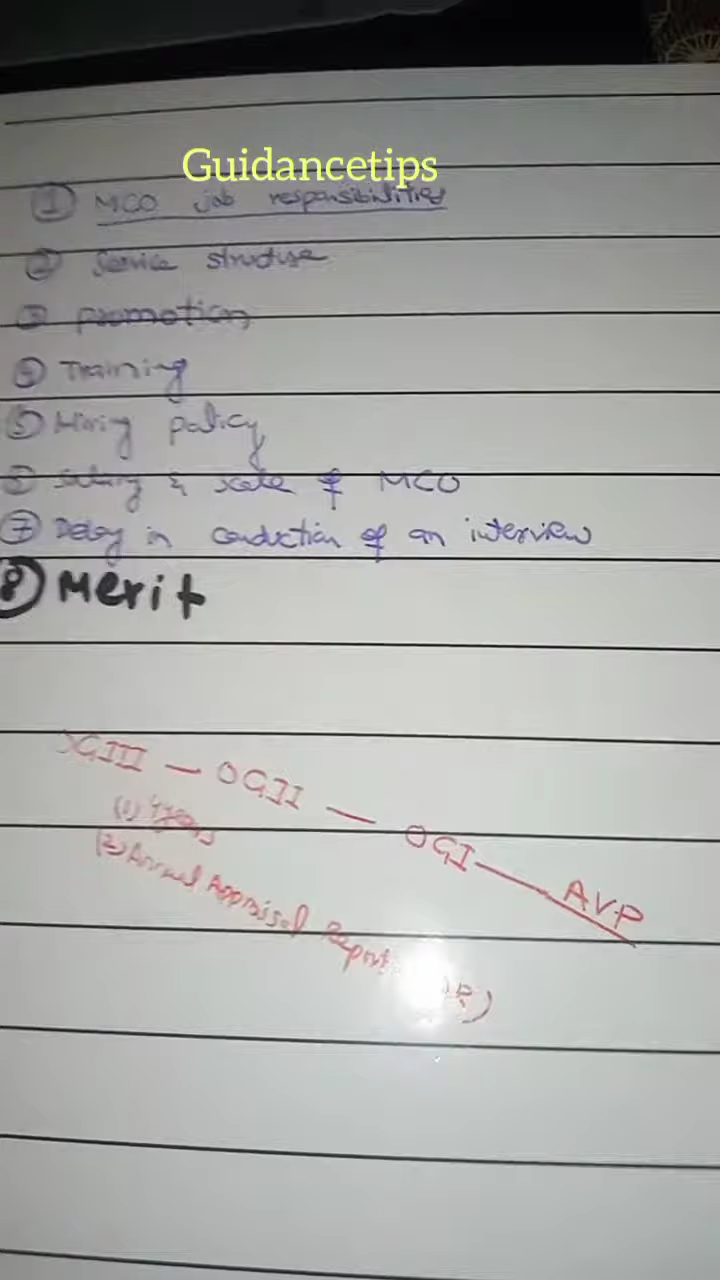 Guidancetips
① MCO job responsibilities
② Service structure
③ promotion
④ Training
⑤ Hiring policy
⑥ Salary & scale of MCO
⑦ Delay in conduction of an interview
⑧ Merit
OGIII — OGII — OGI — AVP
(1) 4 years
(2) Annual Appraisal Report